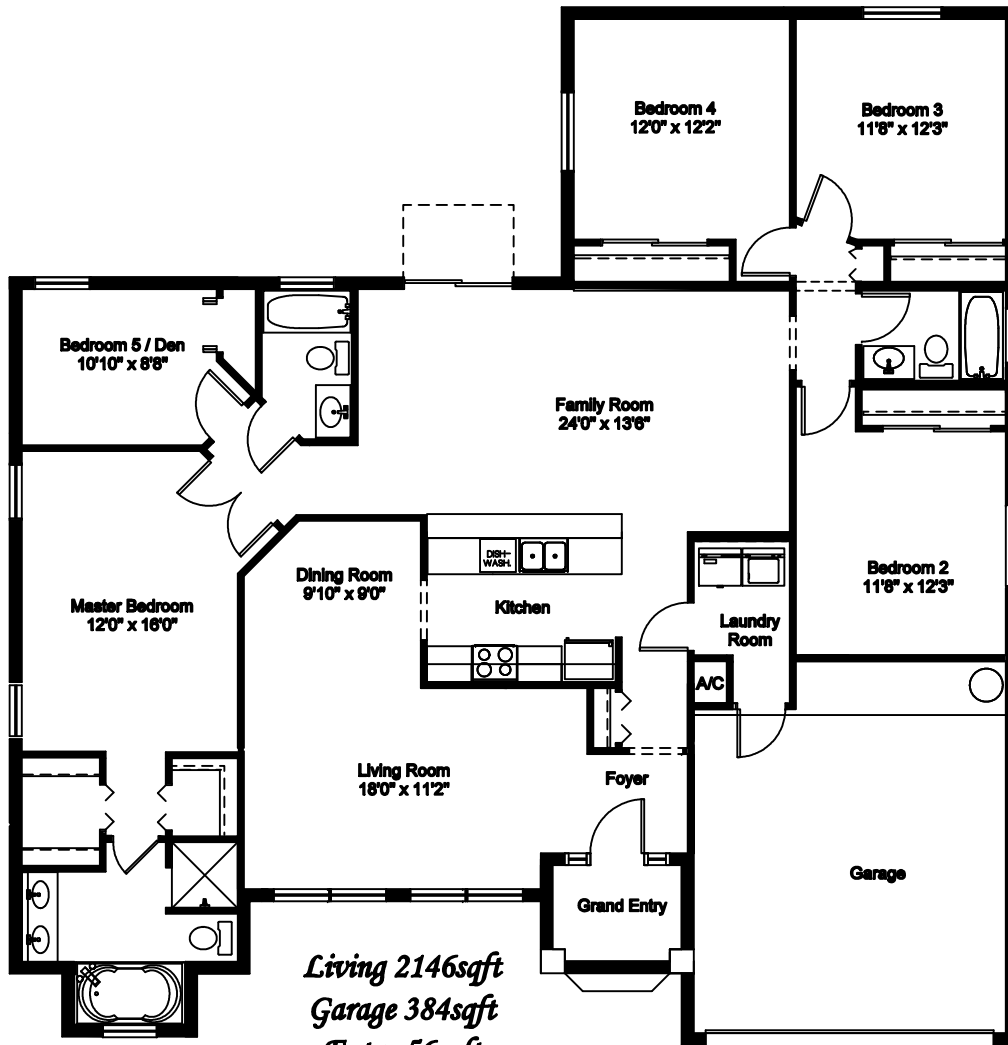 Bedroom 4
12'0" x 12'2"
Bedroom 3
11'8" x 12'3"
Bedroom 5 / Den
10'10" x 8'8"
Family Room
24'0" x 13'6"
DISH-
WASH.
Dining Room
9'10" x 9'0"
Kitchen
Bedroom 2
11'8" x 12'3"
Master Bedroom
12'0" x 16'0"
Laundry
Room
A/C
Living Room
18'0" x 11'2"
Foyer
Garage
Grand Entry
Living 2146sqft
Garage 384sqft